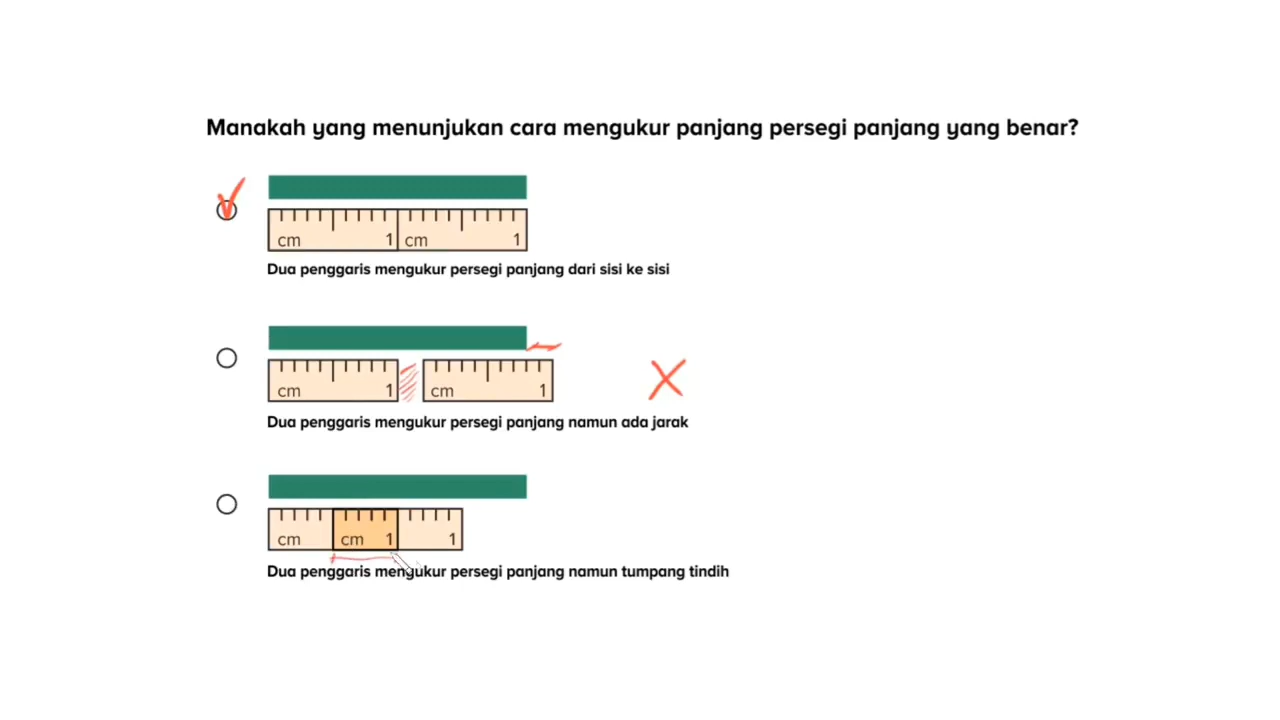 Manakah yang menunjukan cara mengukur panjang persegi panjang yang benar?
cm 1 cm 1
Dua penggaris mengukur persegi panjang dari sisi ke sisi
cm 1 cm 1
Dua penggaris mengukur persegi panjang namun ada jarak
cm cm 1 1
Dua penggaris mengukur persegi panjang namun tumpang tindih